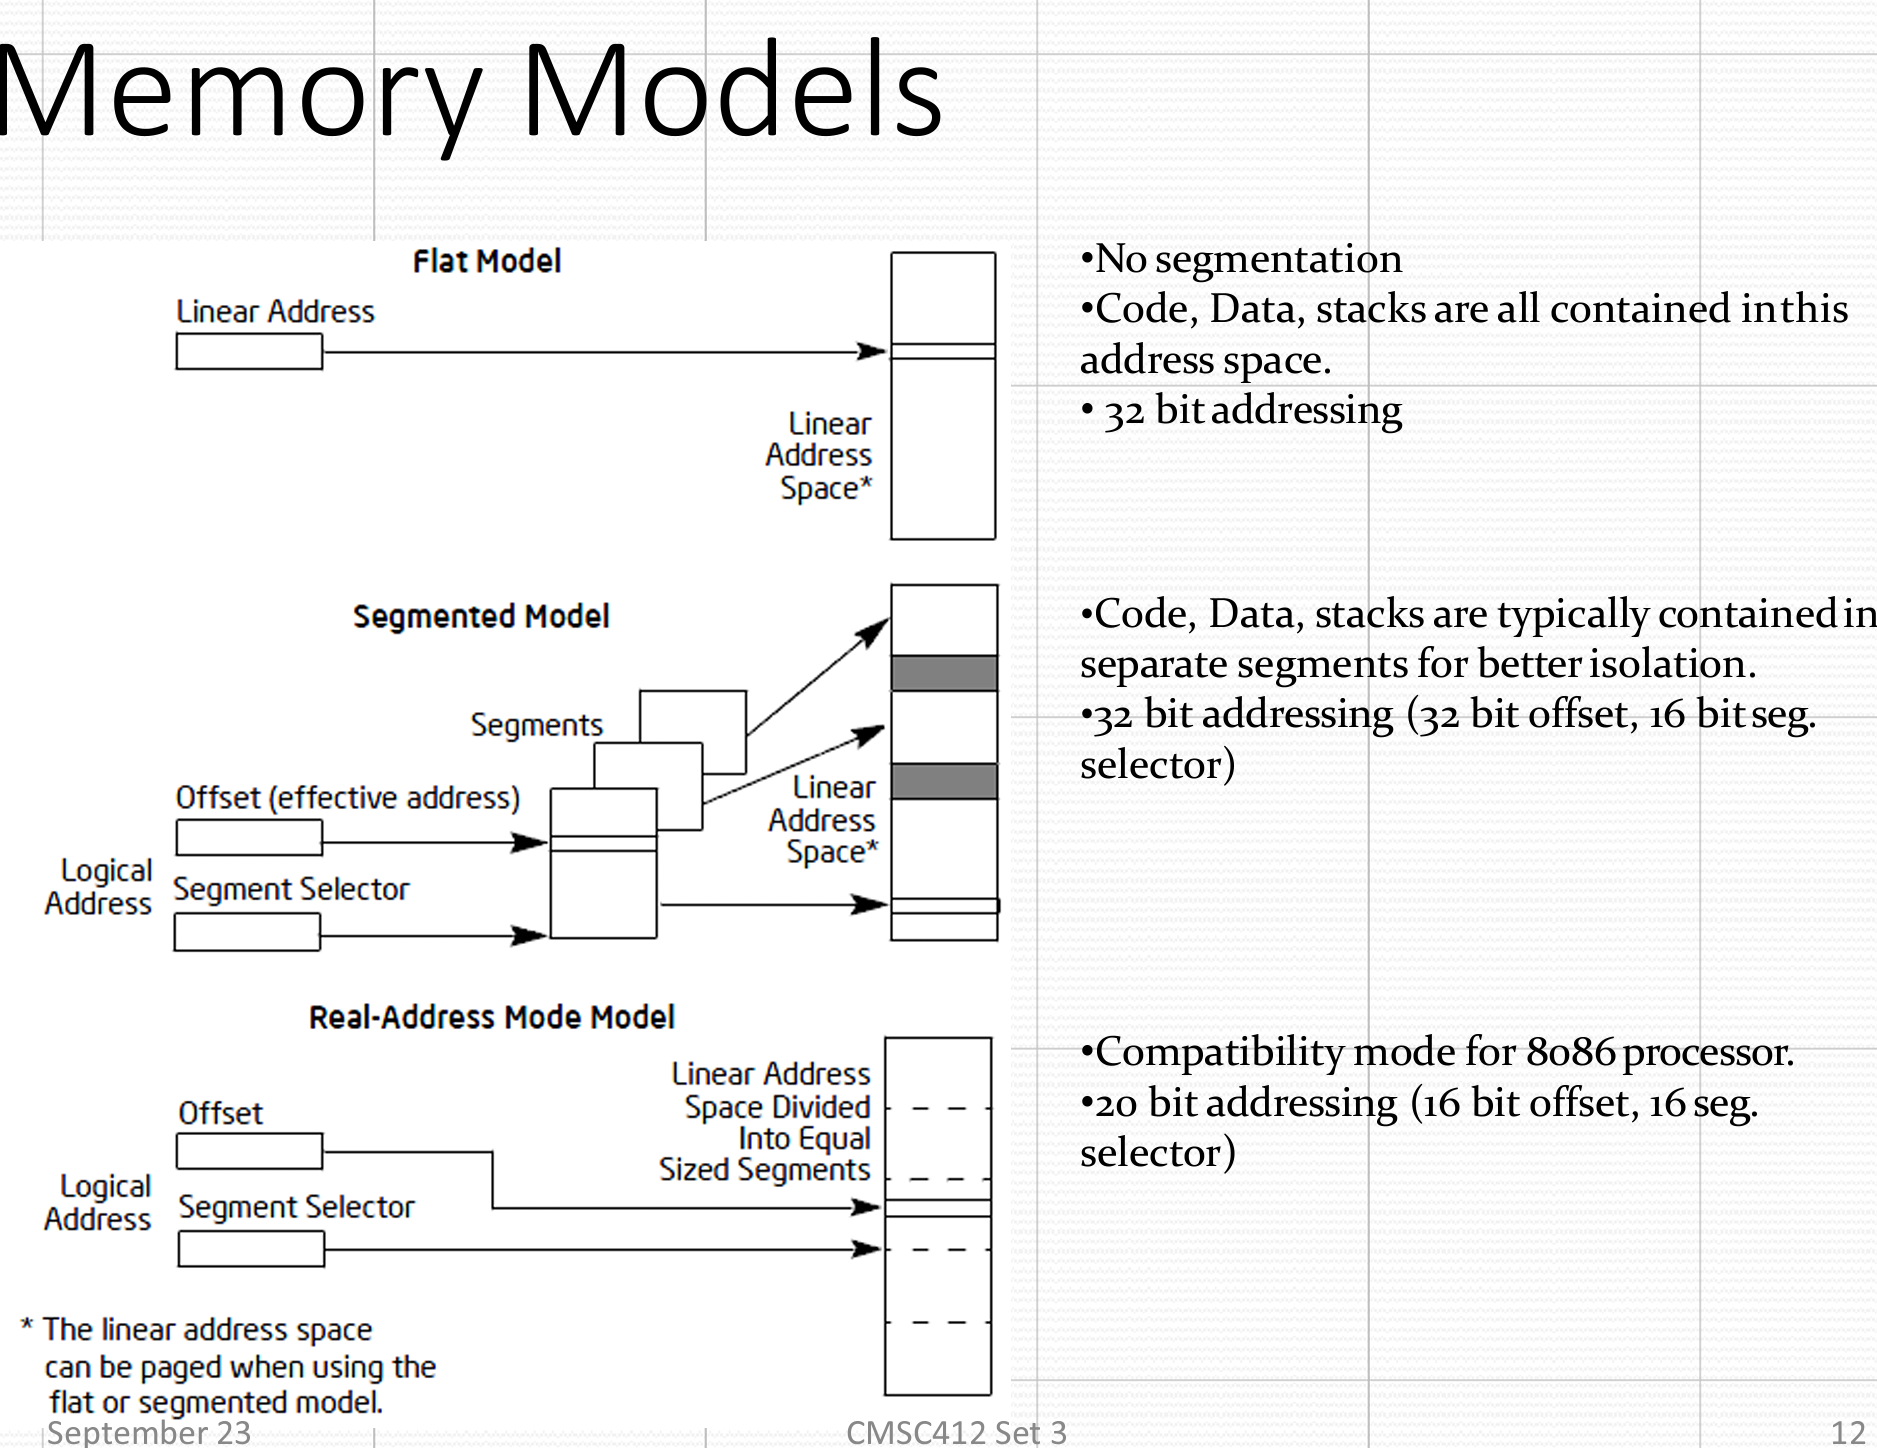 Memory Models
Flat Model
Linear Address
Linear
Address
Space*
•No segmentation
•Code, Data, stacks are all contained in this
address space.
• 32 bit addressing
Segmented Model
Segments
Offset (effective address)
Logical
Address
Segment Selector
Linear
Address
Space*
•Code, Data, stacks are typically contained in
separate segments for better isolation.
•32 bit addressing (32 bit offset, 16 bit seg.
selector)
Real-Address Mode Model
Linear Address
Space Divided
Into Equal
Sized Segments
Offset
Logical
Address
Segment Selector
•Compatibility mode for 8086 processor.
•20 bit addressing (16 bit offset, 16 seg.
selector)
* The linear address space
can be paged when using the
flat or segmented model.
September 23
CMSC412 Set 3
12